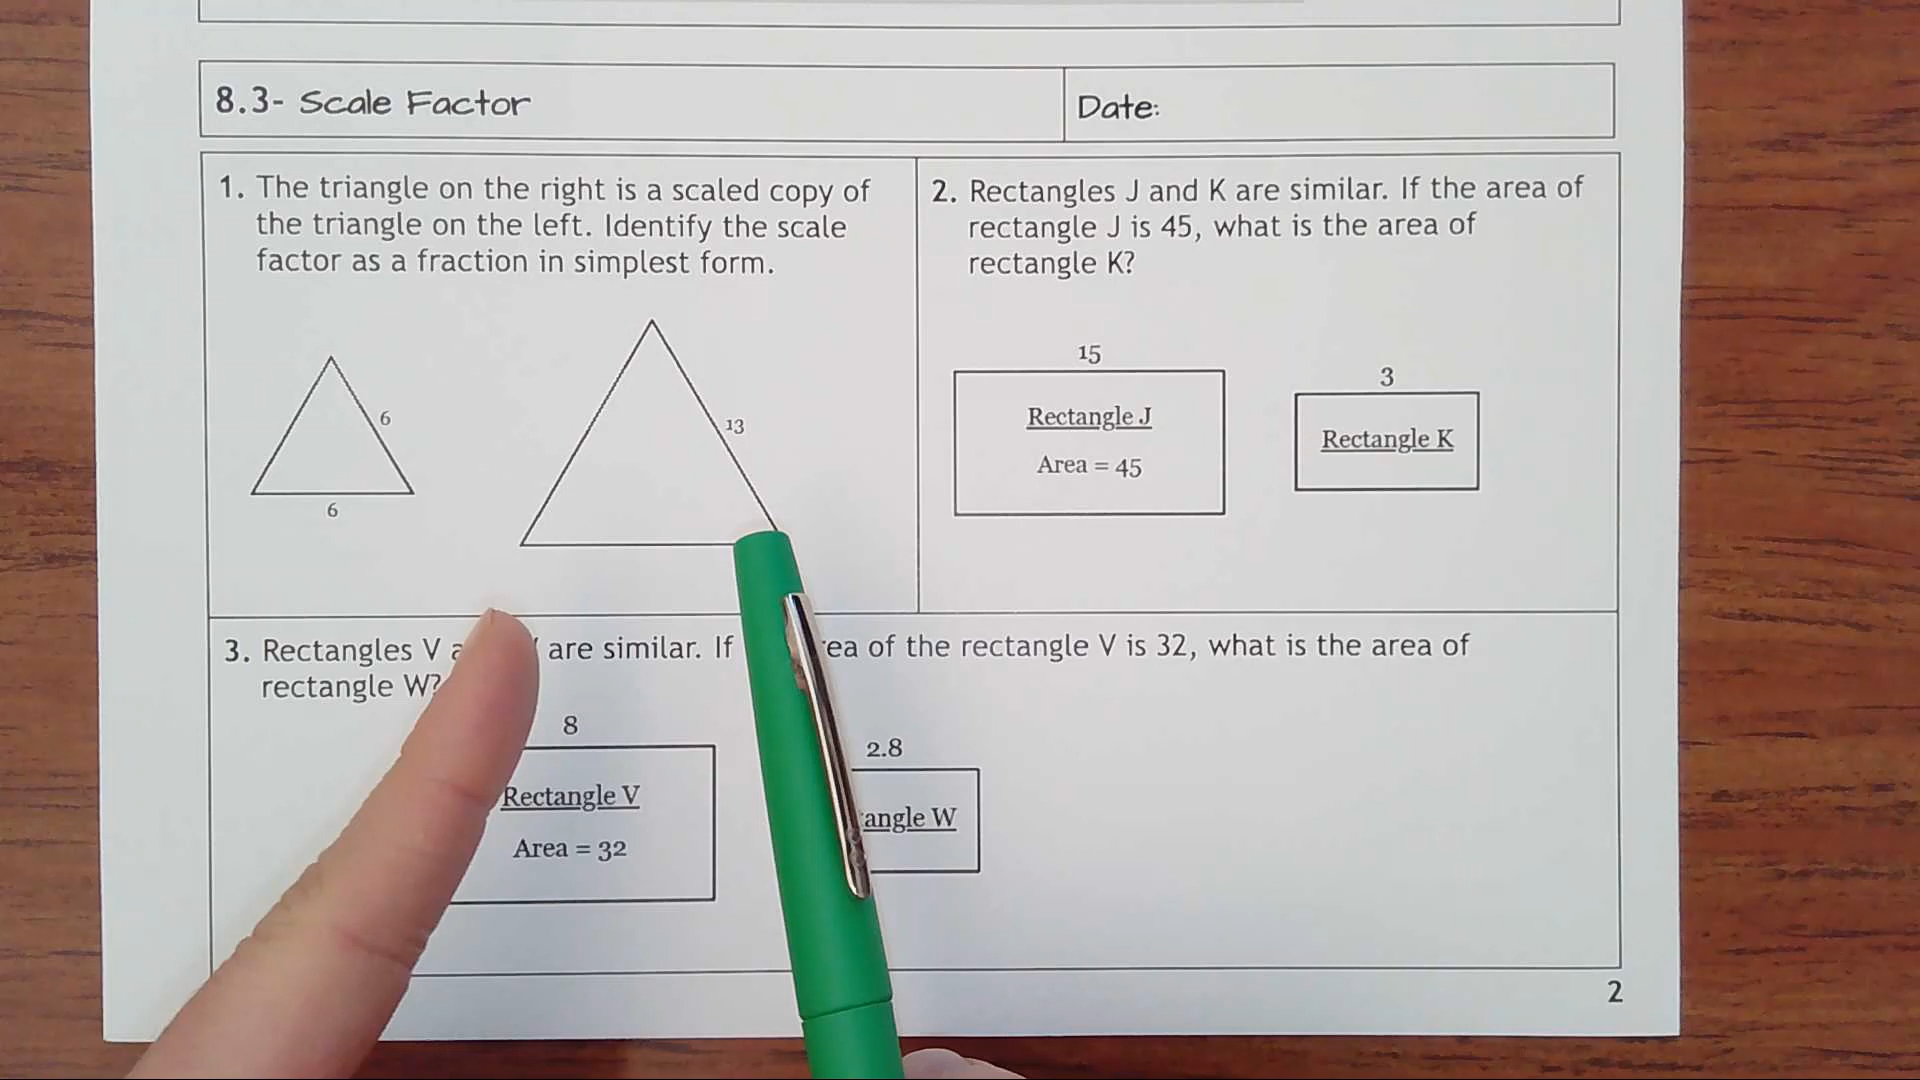 8.3- Scale Factor
Date:
1. The triangle on the right is a scaled copy of
the triangle on the left. Identify the scale
factor as a fraction in simplest form.
6
6
13
2. Rectangles J and K are similar. If the area of
rectangle J is 45, what is the area of
rectangle K?
15
Rectangle J
Area = 45
3
Rectangle K
3. Rectangles V are similar. If of the rectangle V is 32, what is the area of
rectangle W?
8
Rectangle V
Area = 32
2.8
W
2